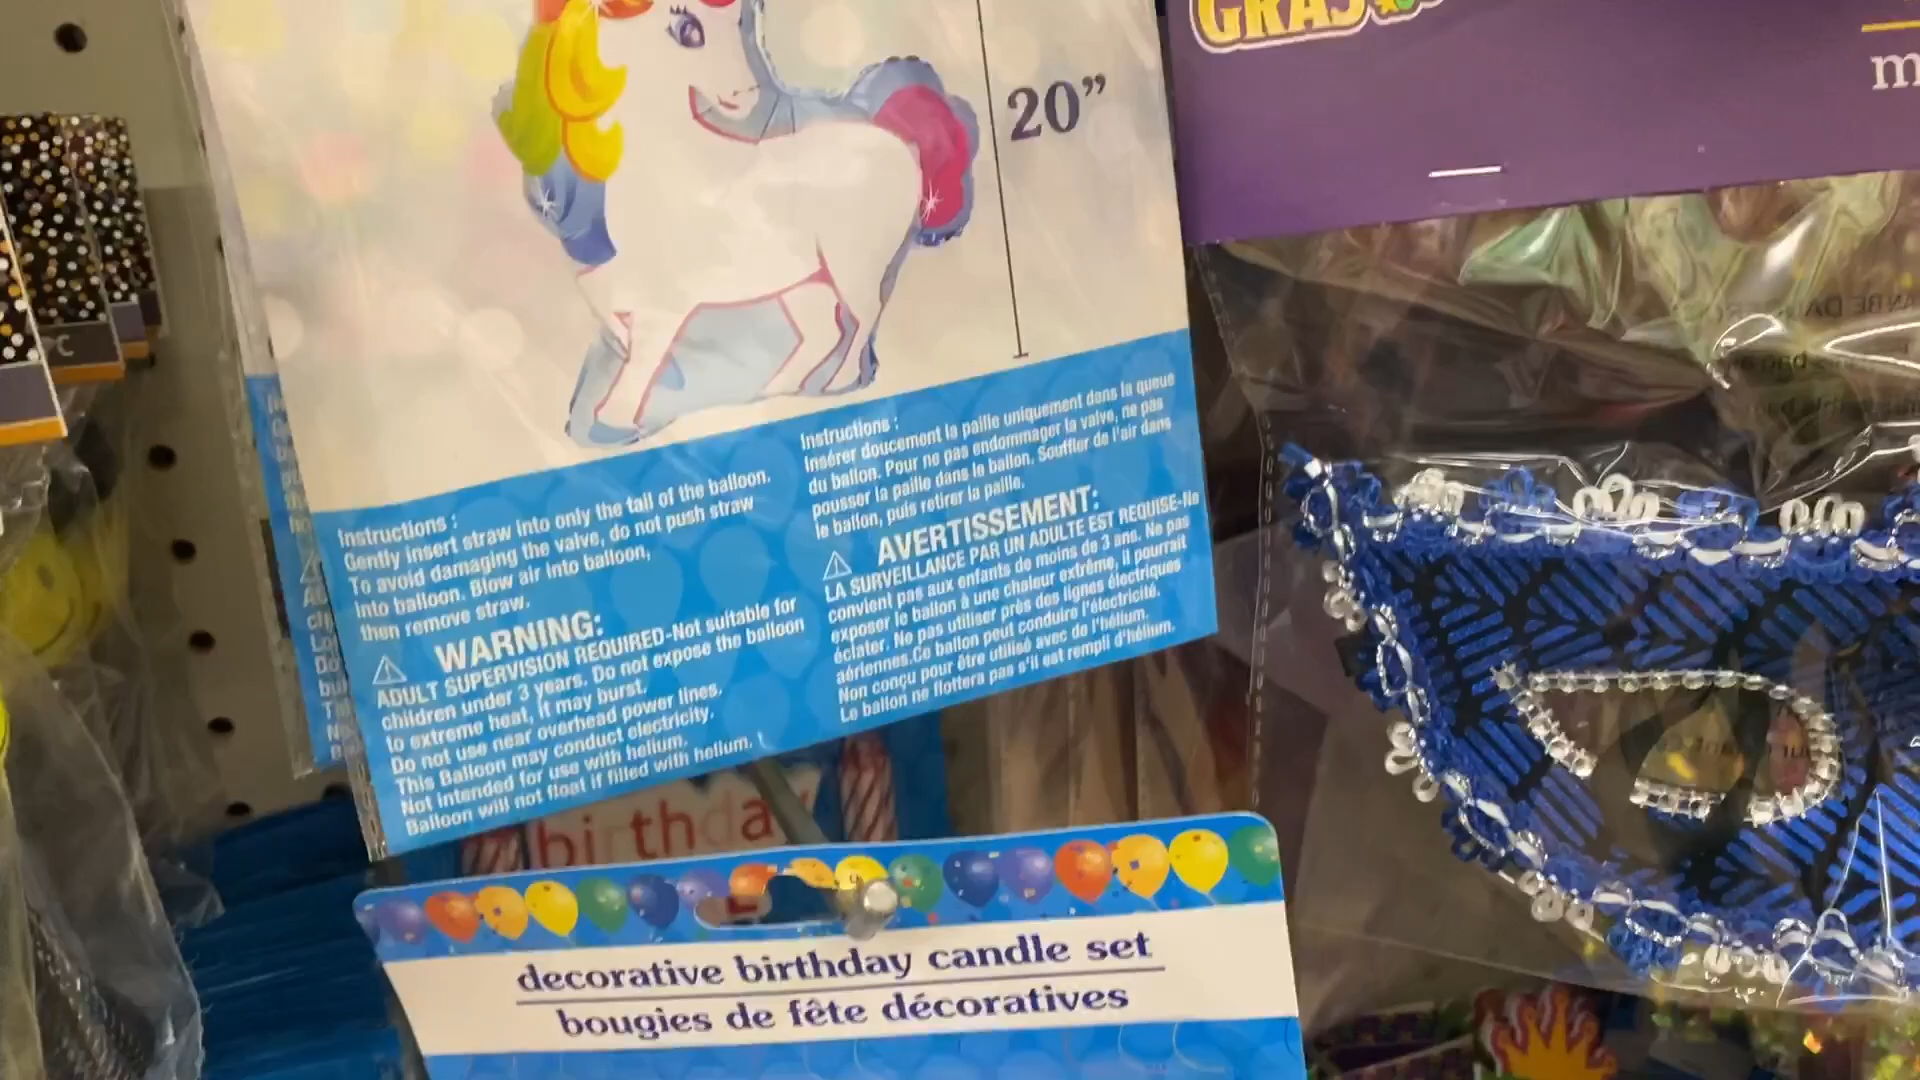 20”
GRAS
m
Instructions :
Gently insert straw into only the tail of the balloon.
To avoid damaging the valve, do not push straw
into balloon. Blow air into balloon,
then remove straw.
WARNING:
ADULT SUPERVISION REQUIRED-Not suitable for
children under 3 years. Do not expose the balloon
to extreme heat, it may burst.
Do not use near overhead power lines.
This Balloon may conduct electricity.
Not intended for use with helium.
Balloon will not float if filled with helium.
Instructions :
Insérer doucement la paille uniquement dans la queue
du ballon. Pour ne pas endommager la valve, ne pas
pousser la paille dans le ballon. Souffler de l'air dans
le ballon, puis retirer la paille.
AVERTISSEMENT:
LA SURVEILLANCE PAR UN ADULTE EST REQUISE-Ne
convient pas aux enfants de moins de 3 ans. Ne pas
exposer le ballon à une chaleur extrême, il pourrait
éclater. Ne pas utiliser près des lignes électriques
aériennes.Ce ballon peut conduire l'électricité.
Non conçu pour être utilisé avec de l'hélium.
Le ballon ne flottera pas s'il est rempli d'hélium.
birthday
decorative birthday candle set
bougies de fête décoratives